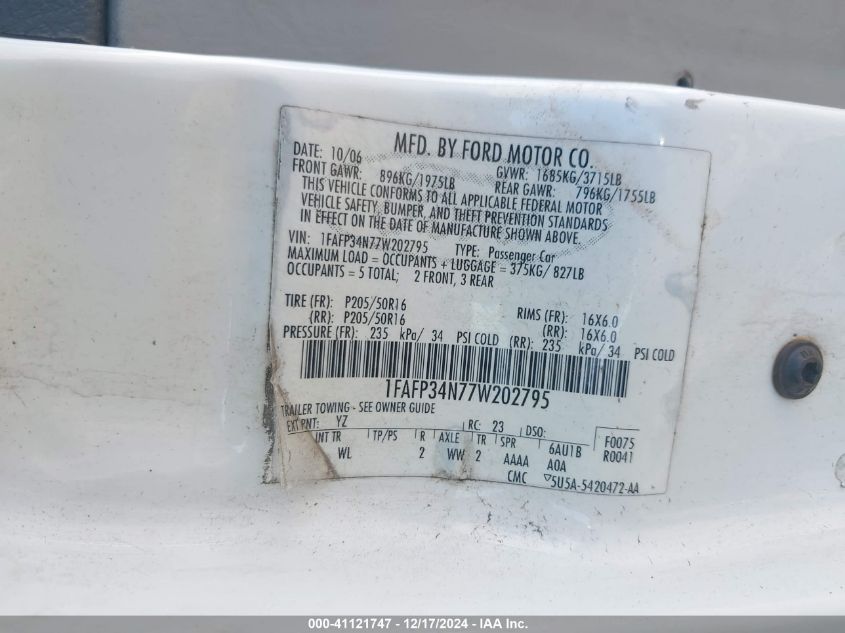 MFD. BY FORD MOTOR CO.
DATE: 10/06 GVWR: 1685KG/3715LB
FRONT GAWR: 896KG/1975LB REAR GAWR: 796KG/1755LB
THIS VEHICLE CONFORMS TO ALL APPLICABLE FEDERAL MOTOR
VEHICLE SAFETY, BUMPER, AND THEFT PREVENTION STANDARDS
IN EFFECT ON THE DATE OF MANUFACTURE SHOWN ABOVE.
VIN: 1FAFP34N77W202795 TYPE: Passenger Car
MAXIMUM LOAD = OCCUPANTS + LUGGAGE = 375KG/ 827LB
OCCUPANTS = 5 TOTAL; 2 FRONT, 3 REAR
TIRE (FR): P205/50R16 RIMS (FR): 16X6.0
(RR): P205/50R16 (RR): 16X6.0
PRESSURE (FR): 235 kPa/ 34 PSI COLD (RR): 235 kPa/ 34 PSI COLD
1FAFP34N77W202795
TRAILER TOWING - SEE OWNER GUIDE
EXT PNT: YZ RC: 23 DSO: F0075
INT TR TP/PS R AXLE TR SPR 6AU1B R0041
WL 2 WW 2 AAAA A0A
CMC ▽5U5A-5420472-AA
000-41121747 - 12/17/2024 - IAA Inc.